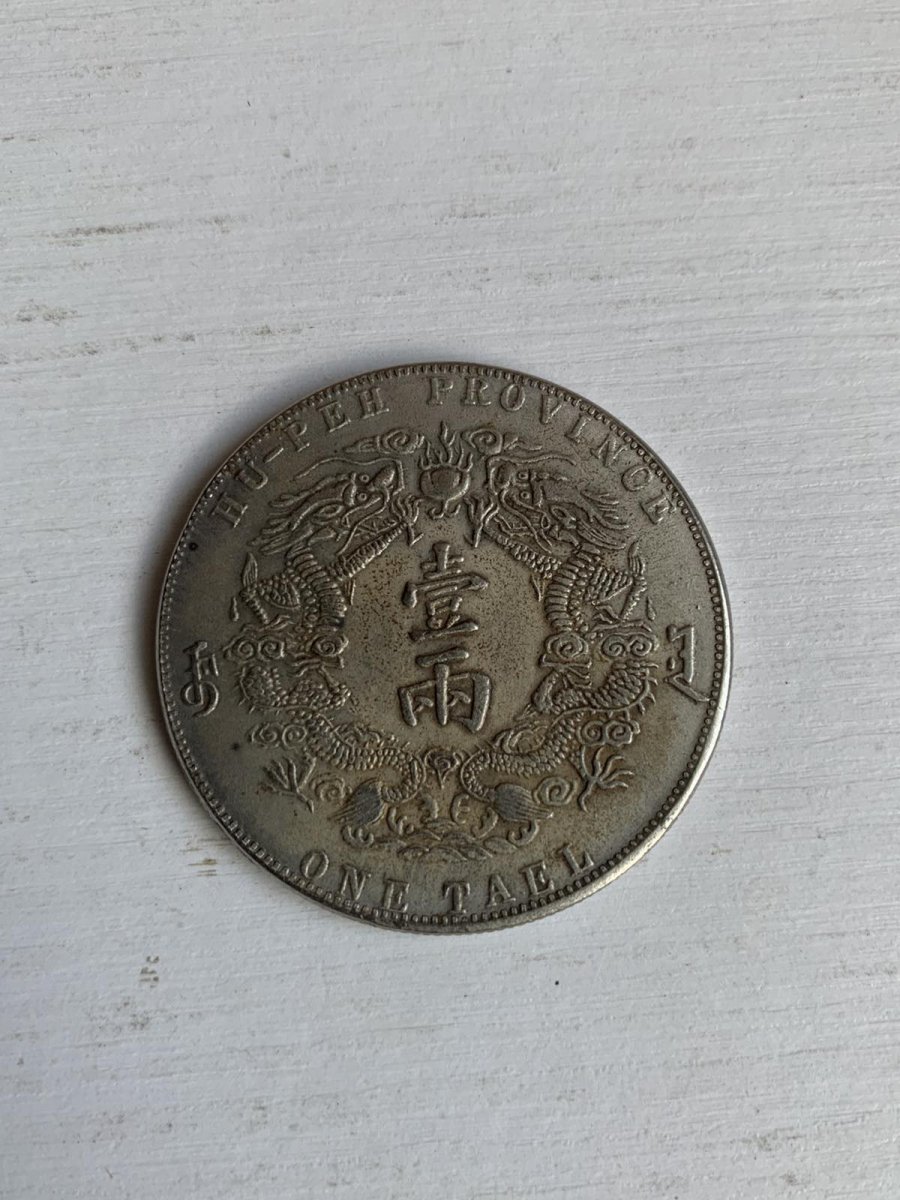 HU-PEH PROVINCE
壹
兩
ONE TAEL